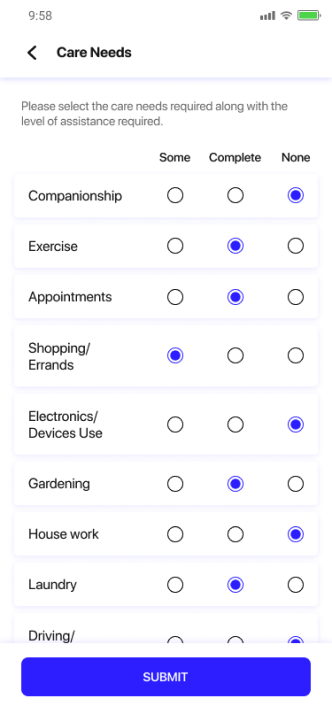 9:58
Care Needs
Please select the care needs required along with the
level of assistance required.
Some Complete None
Companionship
Exercise
Appointments
Shopping/
Errands
Electronics/
Devices Use
Gardening
House work
Laundry
Driving/
SUBMIT